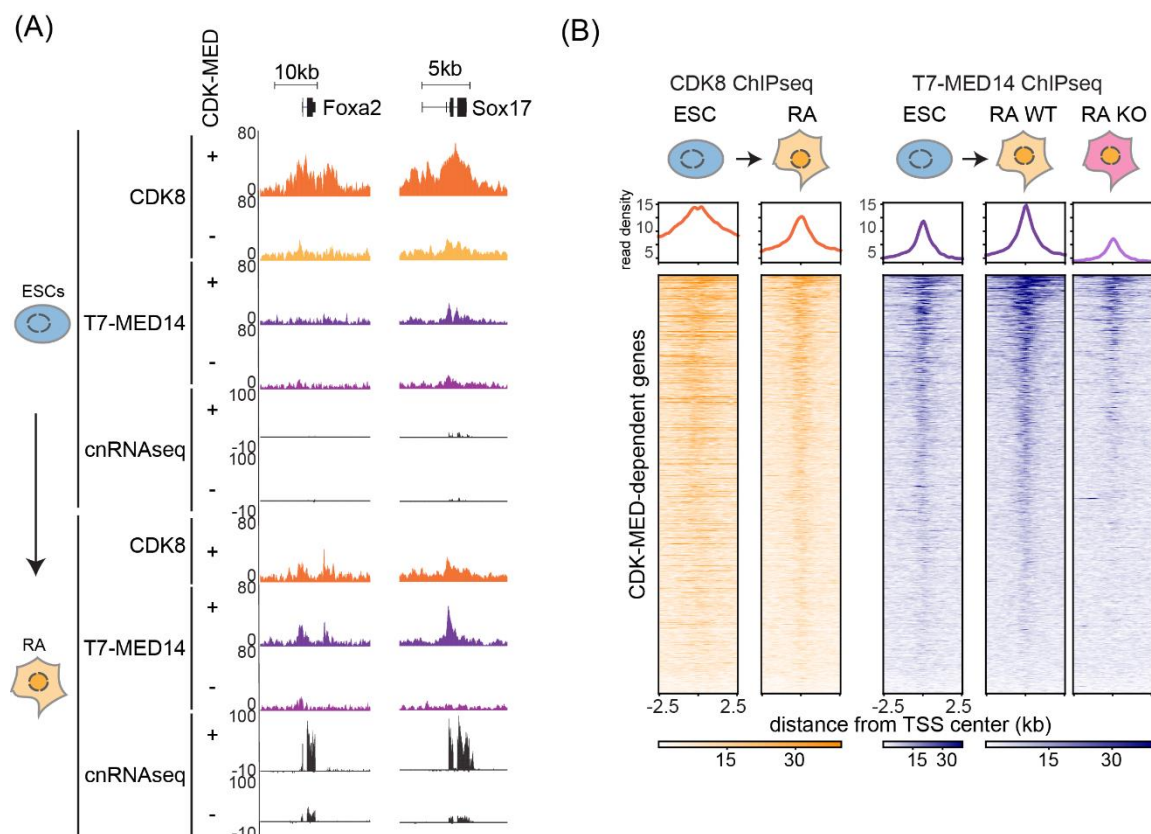 (A)
CDK-MED
10kb
5kb
Foxa2
Sox17
ESCs
CDK8
+
80
0
-
80
0
T7-MED14
+
80
0
-
80
0
cnRNAseq
+
100
-10
-
100
-10
RA
CDK8
+
80
0
T7-MED14
+
80
0
-
80
0
cnRNAseq
+
100
-10
-
100
-10
(B)
CDK8 ChIPseq
T7-MED14 ChIPseq
ESC
RA
ESC
RA WT
RA KO
read density
15
10
5
15
10
5
CDK-MED-dependent genes
-2.5
2.5
-2.5
2.5
distance from TSS center (kb)
15
30
15
30
15
30